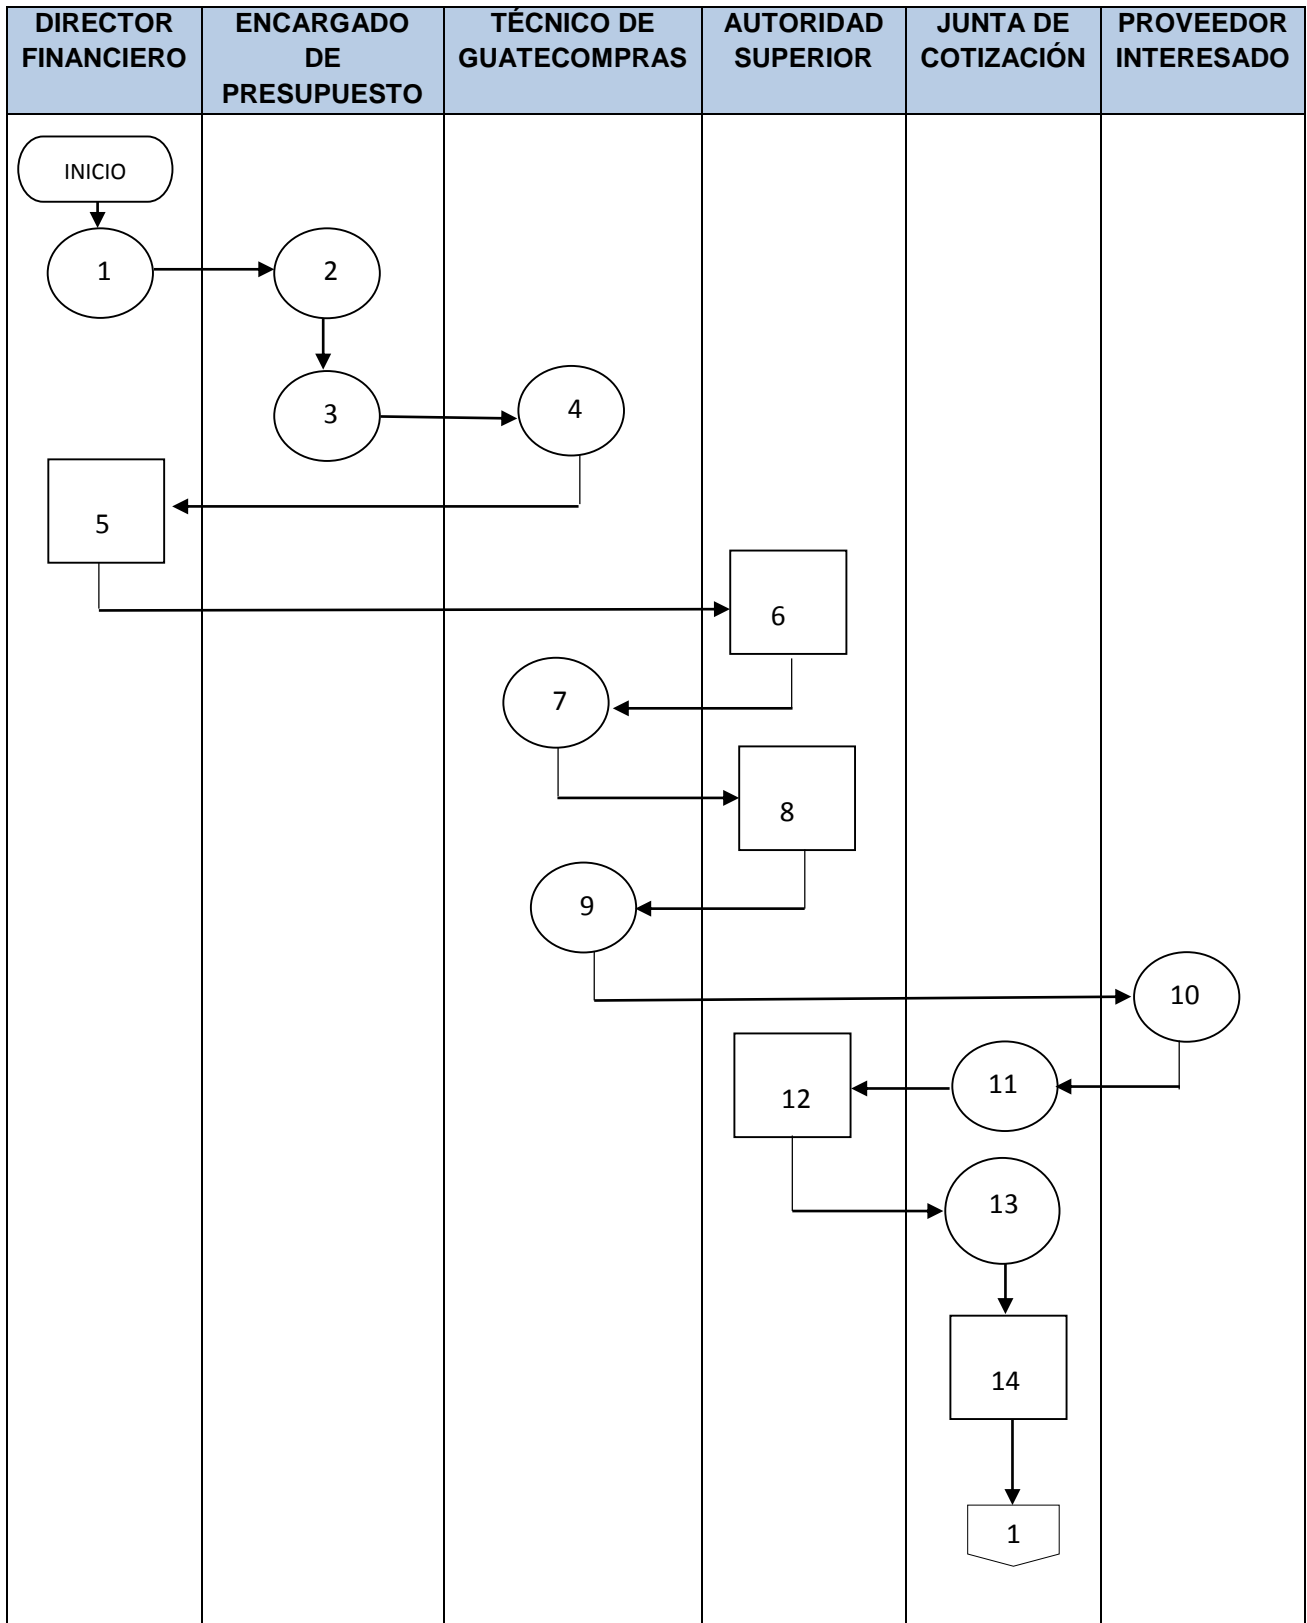 DIRECTOR
FINANCIERO
ENCARGADO
DE
PRESUPUESTO
TÉCNICO DE
GUATECOMPRAS
AUTORIDAD
SUPERIOR
JUNTA DE
COTIZACIÓN
PROVEEDOR
INTERESADO
INICIO
1
2
3
4
5
6
7
8
9
10
11
12
13
14
1